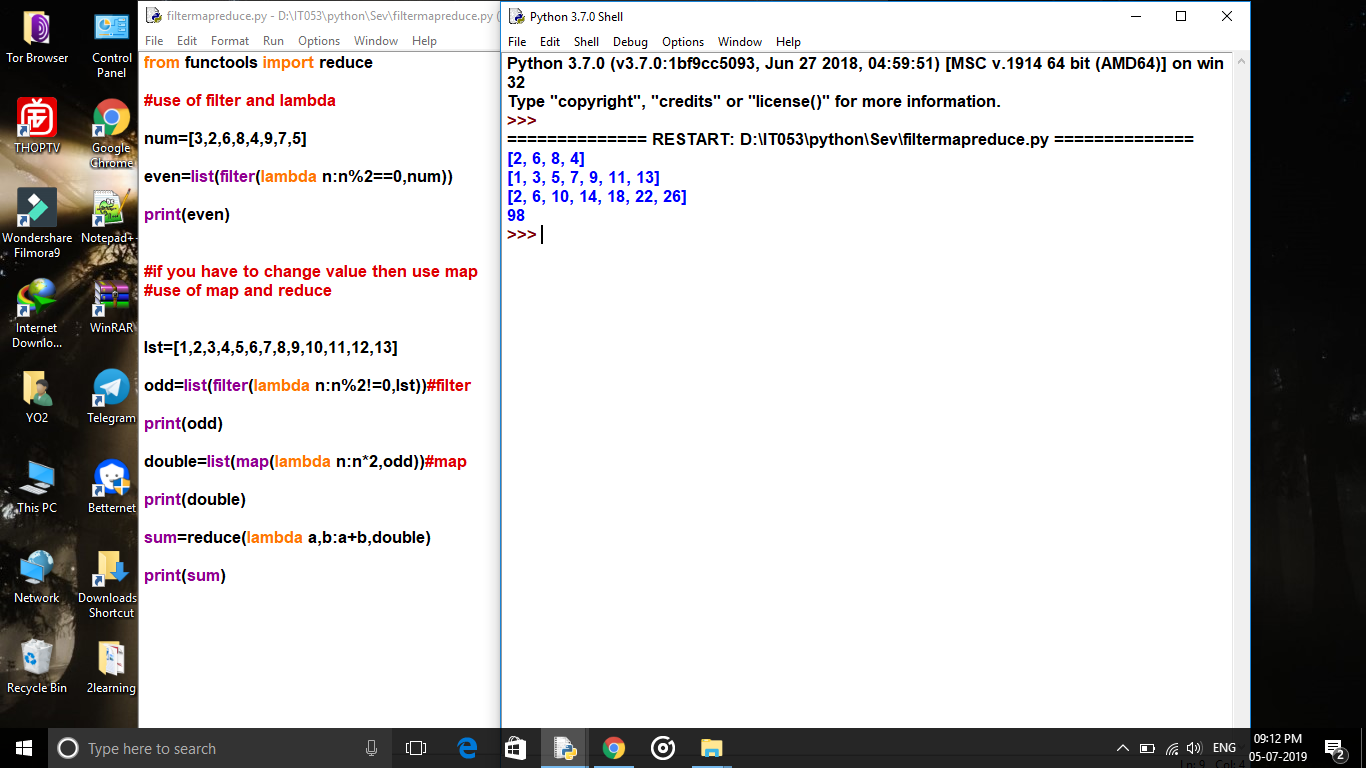 Tor Browser
Control
Panel
THOPTV
Google
Chrome
Wondershare
Filmora9
Notepad+
Internet
Downlo...
WinRAR
YO2
Telegram
This PC
Betternet
Network
Downloads
Shortcut
Recycle Bin
2learning
filtermapreduce.py - D:\IT053\python\Sev\filtermapreduce.py (
File Edit Format Run Options Window Help
from functools import reduce
#use of filter and lambda
num=[3,2,6,8,4,9,7,5]
even=list(filter(lambda n:n%2==0,num))
print(even)
#if you have to change value then use map
#use of map and reduce
lst=[1,2,3,4,5,6,7,8,9,10,11,12,13]
odd=list(filter(lambda n:n%2!=0,lst))#filter
print(odd)
double=list(map(lambda n:n*2,odd))#map
print(double)
sum=reduce(lambda a,b:a+b,double)
print(sum)
Python 3.7.0 Shell
File Edit Shell Debug Options Window Help
Python 3.7.0 (v3.7.0:1bf9cc5093, Jun 27 2018, 04:59:51) [MSC v.1914 64 bit (AMD64)] on win
32
Type "copyright", "credits" or "license()" for more information.
>>>
============== RESTART: D:\IT053\python\Sev\filtermapreduce.py ==============
[2, 6, 8, 4]
[1, 3, 5, 7, 9, 11, 13]
[2, 6, 10, 14, 18, 22, 26]
98
>>>
Type here to search
ENG
09:12 PM
05-07-2019
2
Ln: 9 Col: 4